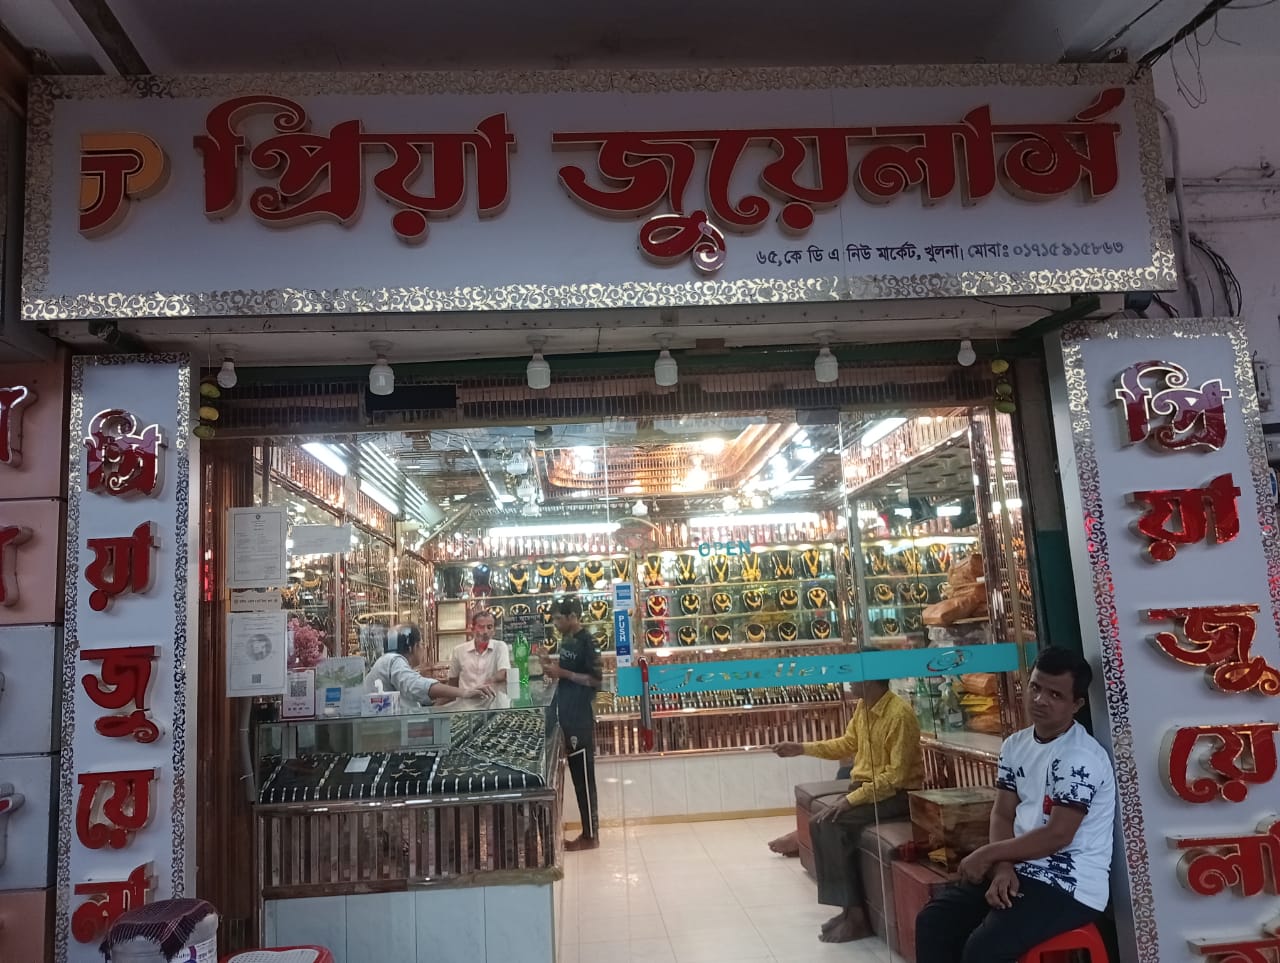 প্রিয়া জুয়েলার্স
৬৫,কে ডি এ নিউ মার্কেট, খুলনা। মোবাঃ ০১৭১৫৯১৫৮৬৩
প্রি
য়া
জু
য়ে
লা
প্রি
য়া
জু
য়ে
লা
OPEN
PUSH
Jewellers